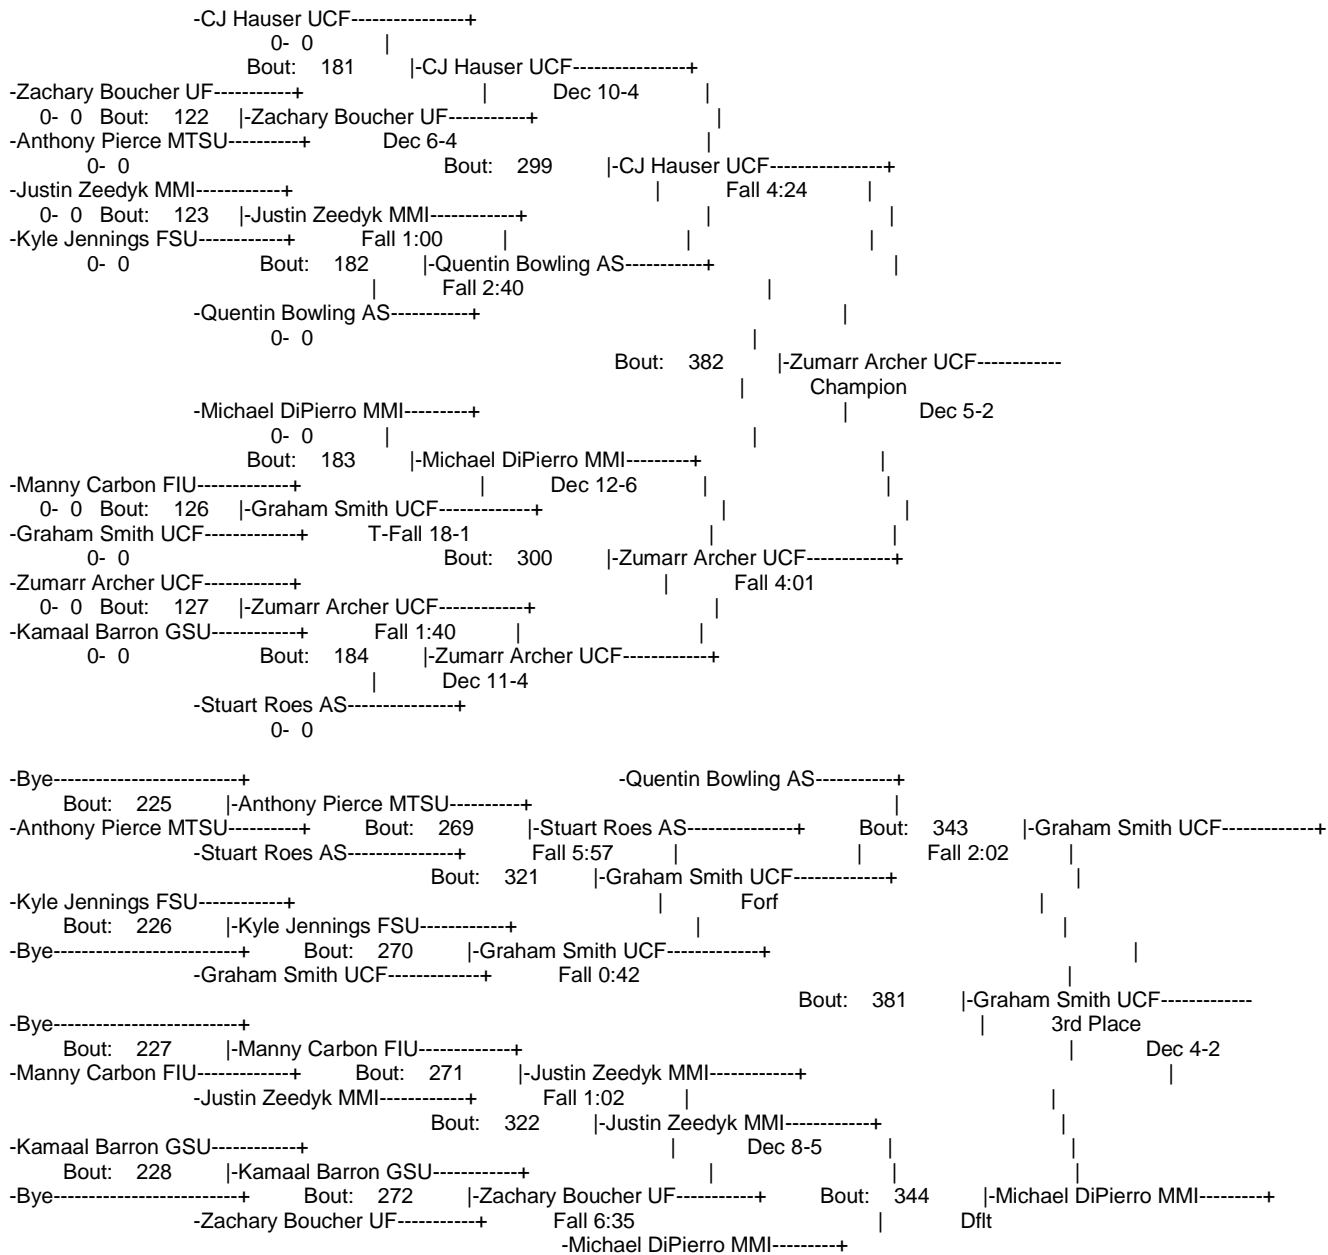 -CJ Hauser UCF----------------+
0- 0 |
Bout: 181 |-CJ Hauser UCF----------------+
-Zachary Boucher UF-----------+ | Dec 10-4 |
0- 0 Bout: 122 |-Zachary Boucher UF-----------+ |
-Anthony Pierce MTSU----------+ Dec 6-4 |
0- 0 Bout: 299 |-CJ Hauser UCF----------------+
-Justin Zeedyk MMI------------+ | Fall 4:24 |
0- 0 Bout: 123 |-Justin Zeedyk MMI------------+ | |
-Kyle Jennings FSU------------+ Fall 1:00 | | |
0- 0 Bout: 182 |-Quentin Bowling AS-----------+ |
| Fall 2:40 |
-Quentin Bowling AS-----------+ |
0- 0 |
Bout: 382 |-Zumarr Archer UCF------------
| Champion
-Michael DiPierro MMI---------+ | Dec 5-2
0- 0 | |
Bout: 183 |-Michael DiPierro MMI---------+ |
-Manny Carbon FIU-------------+ | Dec 12-6 | |
0- 0 Bout: 126 |-Graham Smith UCF-------------+ | |
-Graham Smith UCF-------------+ T-Fall 18-1 | |
0- 0 Bout: 300 |-Zumarr Archer UCF------------+
-Zumarr Archer UCF------------+ | Fall 4:01
0- 0 Bout: 127 |-Zumarr Archer UCF------------+ |
-Kamaal Barron GSU------------+ Fall 1:40 | |
0- 0 Bout: 184 |-Zumarr Archer UCF------------+
| Dec 11-4
-Stuart Roes AS---------------+
0- 0
-Bye--------------------------+ -Quentin Bowling AS-----------+
Bout: 225 |-Anthony Pierce MTSU----------+ |
-Anthony Pierce MTSU----------+ Bout: 269 |-Stuart Roes AS---------------+ Bout: 343 |-Graham Smith UCF-------------+
-Stuart Roes AS---------------+ Fall 5:57 | | Fall 2:02 |
Bout: 321 |-Graham Smith UCF-------------+ |
-Kyle Jennings FSU------------+ | Forf |
Bout: 226 |-Kyle Jennings FSU------------+ | |
-Bye--------------------------+ Bout: 270 |-Graham Smith UCF-------------+ |
-Graham Smith UCF-------------+ Fall 0:42 |
Bout: 381 |-Graham Smith UCF-------------
-Bye--------------------------+ | 3rd Place
Bout: 227 |-Manny Carbon FIU-------------+ | Dec 4-2
-Manny Carbon FIU-------------+ Bout: 271 |-Justin Zeedyk MMI------------+ |
-Justin Zeedyk MMI------------+ Fall 1:02 | |
Bout: 322 |-Justin Zeedyk MMI------------+ |
-Kamaal Barron GSU------------+ | Dec 8-5 | |
Bout: 228 |-Kamaal Barron GSU------------+ | | |
-Bye--------------------------+ Bout: 272 |-Zachary Boucher UF-----------+ Bout: 344 |-Michael DiPierro MMI---------+
-Zachary Boucher UF-----------+ Fall 6:35 | Dflt
-Michael DiPierro MMI---------+